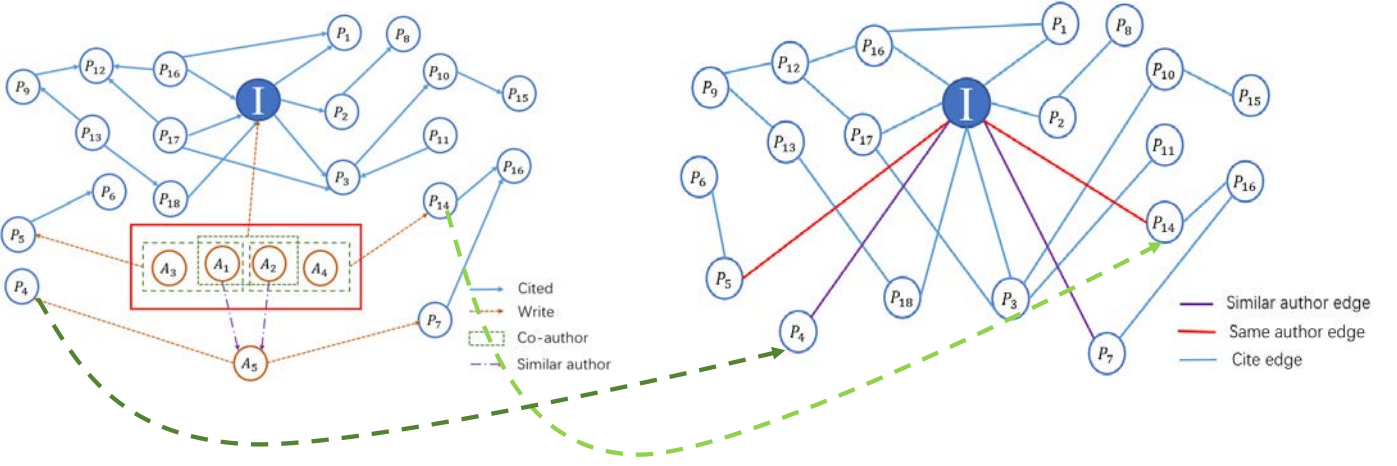 P₁
P₈
P₁₆
P₁₂
P₉
I
P₁₀
P₁₅
P₂
P₁₃
P₁₇
P₁₁
P₃
P₁₆
P₆
P₁₈
P₁₄
P₅
A₃
A₁
A₂
A₄
P₄
P₇
A₅
Cited
Write
Co-author
Similar author
P₁
P₈
P₁₆
P₁₂
P₉
I
P₁₀
P₁₅
P₂
P₁₃
P₁₇
P₁₁
P₆
P₁₆
P₁₄
P₅
P₁₈
P₃
P₄
P₇
Similar author edge
Same author edge
Cite edge